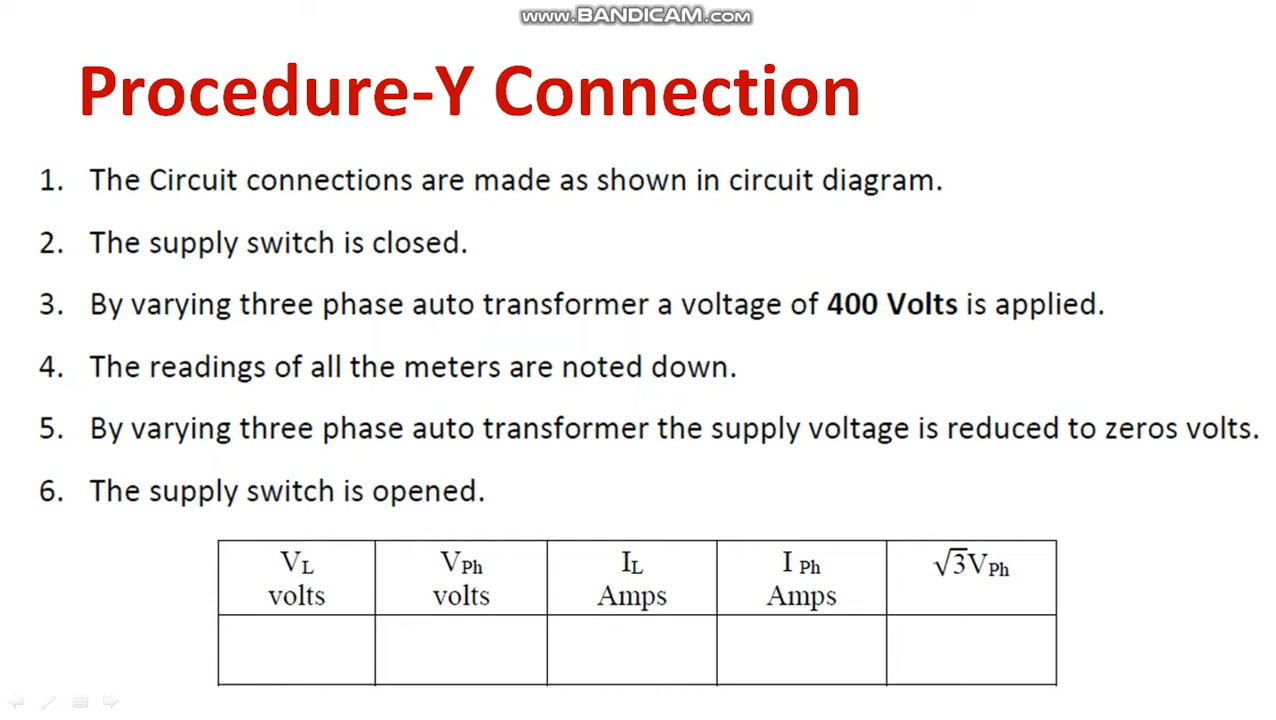 www.BANDICAM.com
Procedure-Y Connection
1. The Circuit connections are made as shown in circuit diagram.
2. The supply switch is closed.
3. By varying three phase auto transformer a voltage of 400 Volts is applied.
4. The readings of all the meters are noted down.
5. By varying three phase auto transformer the supply voltage is reduced to zeros volts.
6. The supply switch is opened.
VL VPh IL I Ph √3VPh
volts volts Amps Amps